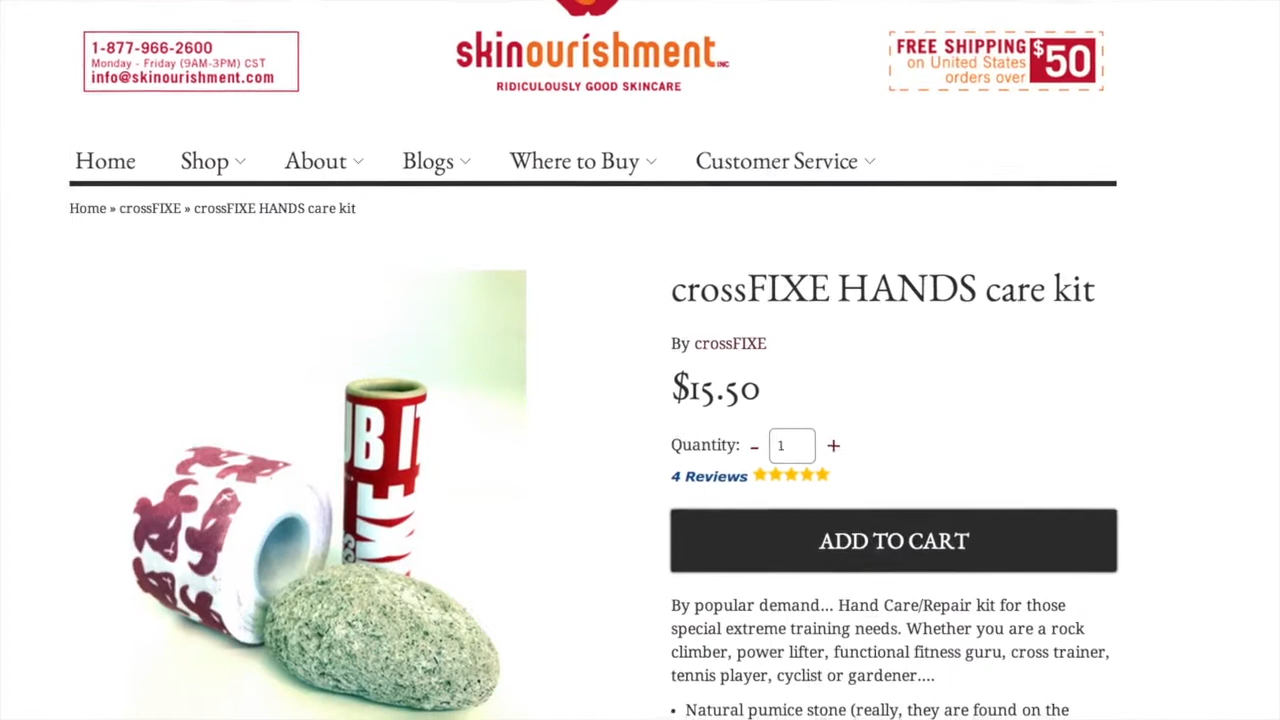 1-877-966-2600
Monday - Friday (9AM-3PM) CST
info@skinourishment.com
skinourishment INC
RIDICULOUSLY GOOD SKINCARE
FREE SHIPPING
on United States
orders over
$50
Home Shop About Blogs Where to Buy Customer Service
Home » crossFIXE » crossFIXE HANDS care kit
UB I
crossFIXE HANDS care kit
By crossFIXE
$15.50
Quantity: - 1 +
4 Reviews
ADD TO CART
By popular demand... Hand Care/Repair kit for those
special extreme training needs. Whether you are a rock
climber, power lifter, functional fitness guru, cross trainer,
tennis player, cyclist or gardener....
• Natural pumice stone (really, they are found on the